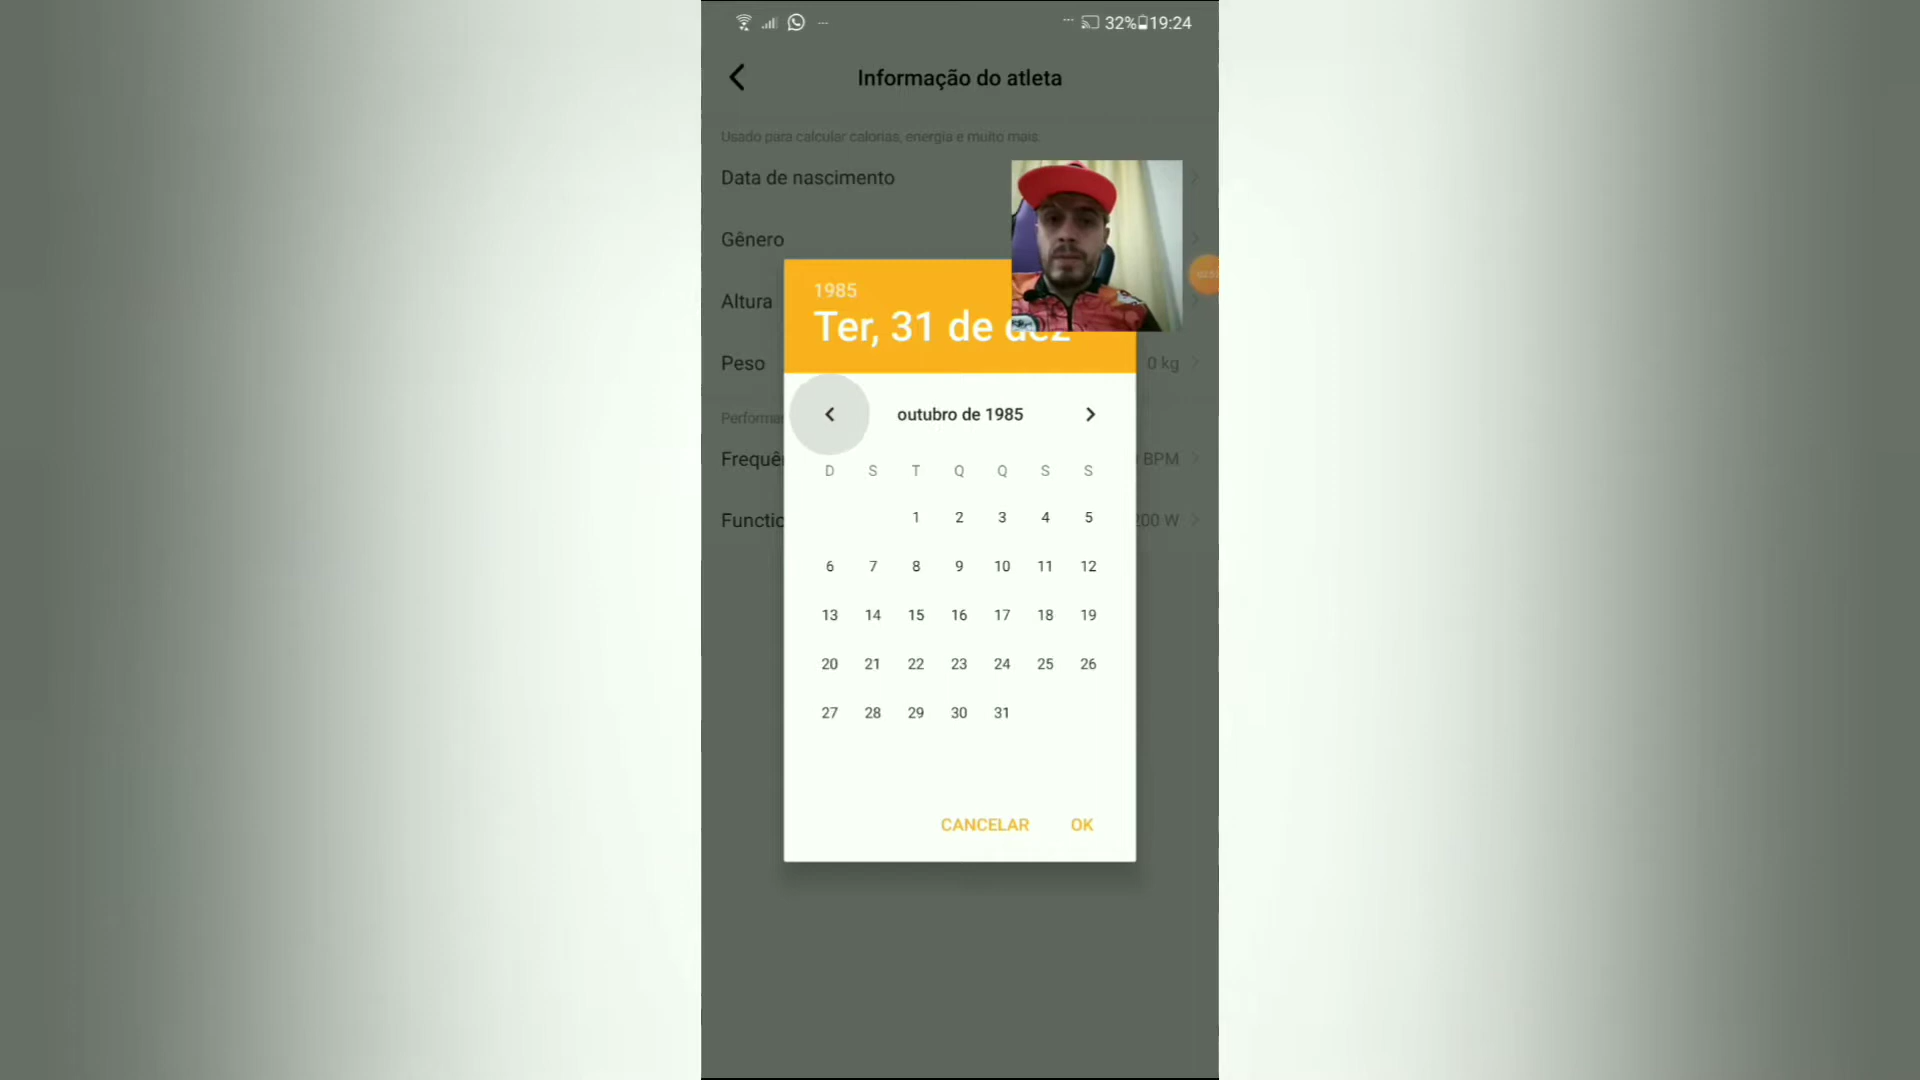 32% 19:24
Informação do atleta
Usado para calcular calorias, energia e muito mais.
Data de nascimento
Gênero
1985
Altura
Ter, 31 de dez
Peso
0 kg
outubro de 1985
Performa
Frequê
BPM
D S T Q Q S S
1 2 3 4 5
Functio
200 W
6 7 8 9 10 11 12
13 14 15 16 17 18 19
20 21 22 23 24 25 26
27 28 29 30 31
CANCELAR OK